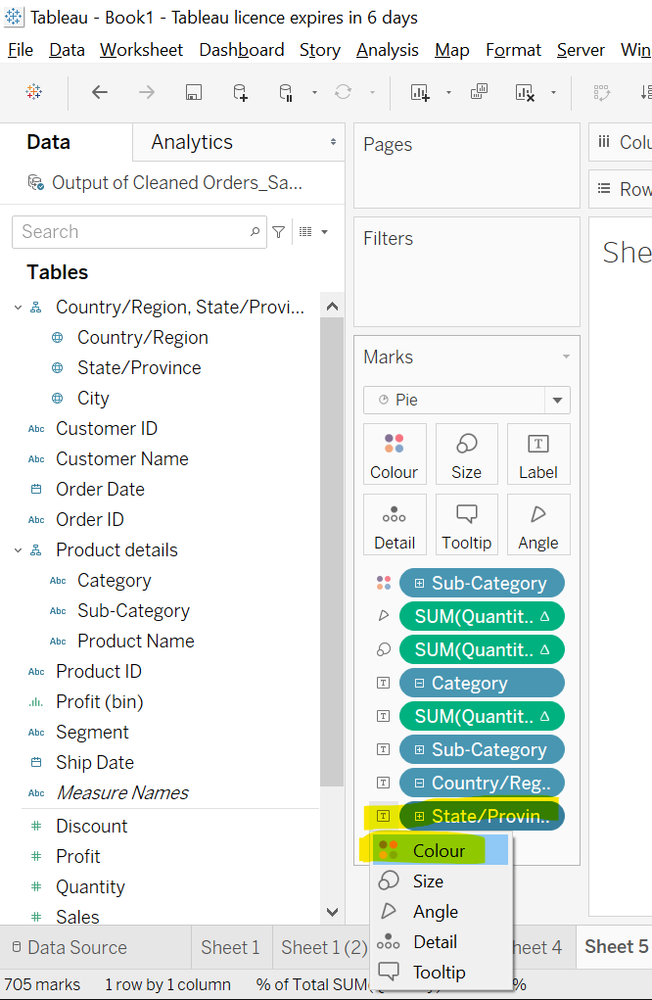 Tableau - Book1 - Tableau licence expires in 6 days
File Data Worksheet Dashboard Story Analysis Map Format Server Win
Data Analytics
Output of Cleaned Orders_Sa...
Search
Tables
Country/Region, State/Provi...
Country/Region
State/Province
City
Abc Customer ID
Abc Customer Name
Order Date
Abc Order ID
Product details
Abc Category
Abc Sub-Category
Abc Product Name
Abc Product ID
Profit (bin)
Abc Segment
Ship Date
Abc Measure Names
# Discount
# Profit
# Quantity
# Sales
Pages
Filters
Marks
Pie
Colour Size Label
Detail Tooltip Angle
Sub-Category
SUM(Quantit.. Δ
SUM(Quantit.. Δ
T Category
T SUM(Quantit.. Δ
T Sub-Category
T Country/Reg..
T State/Provin..
Colour
Size
Angle
Detail
Tooltip
Colu
Row
She
Data Source Sheet 1 Sheet 1 (2) heet 4 Sheet 5
705 marks 1 row by 1 column % of Total SUM( %